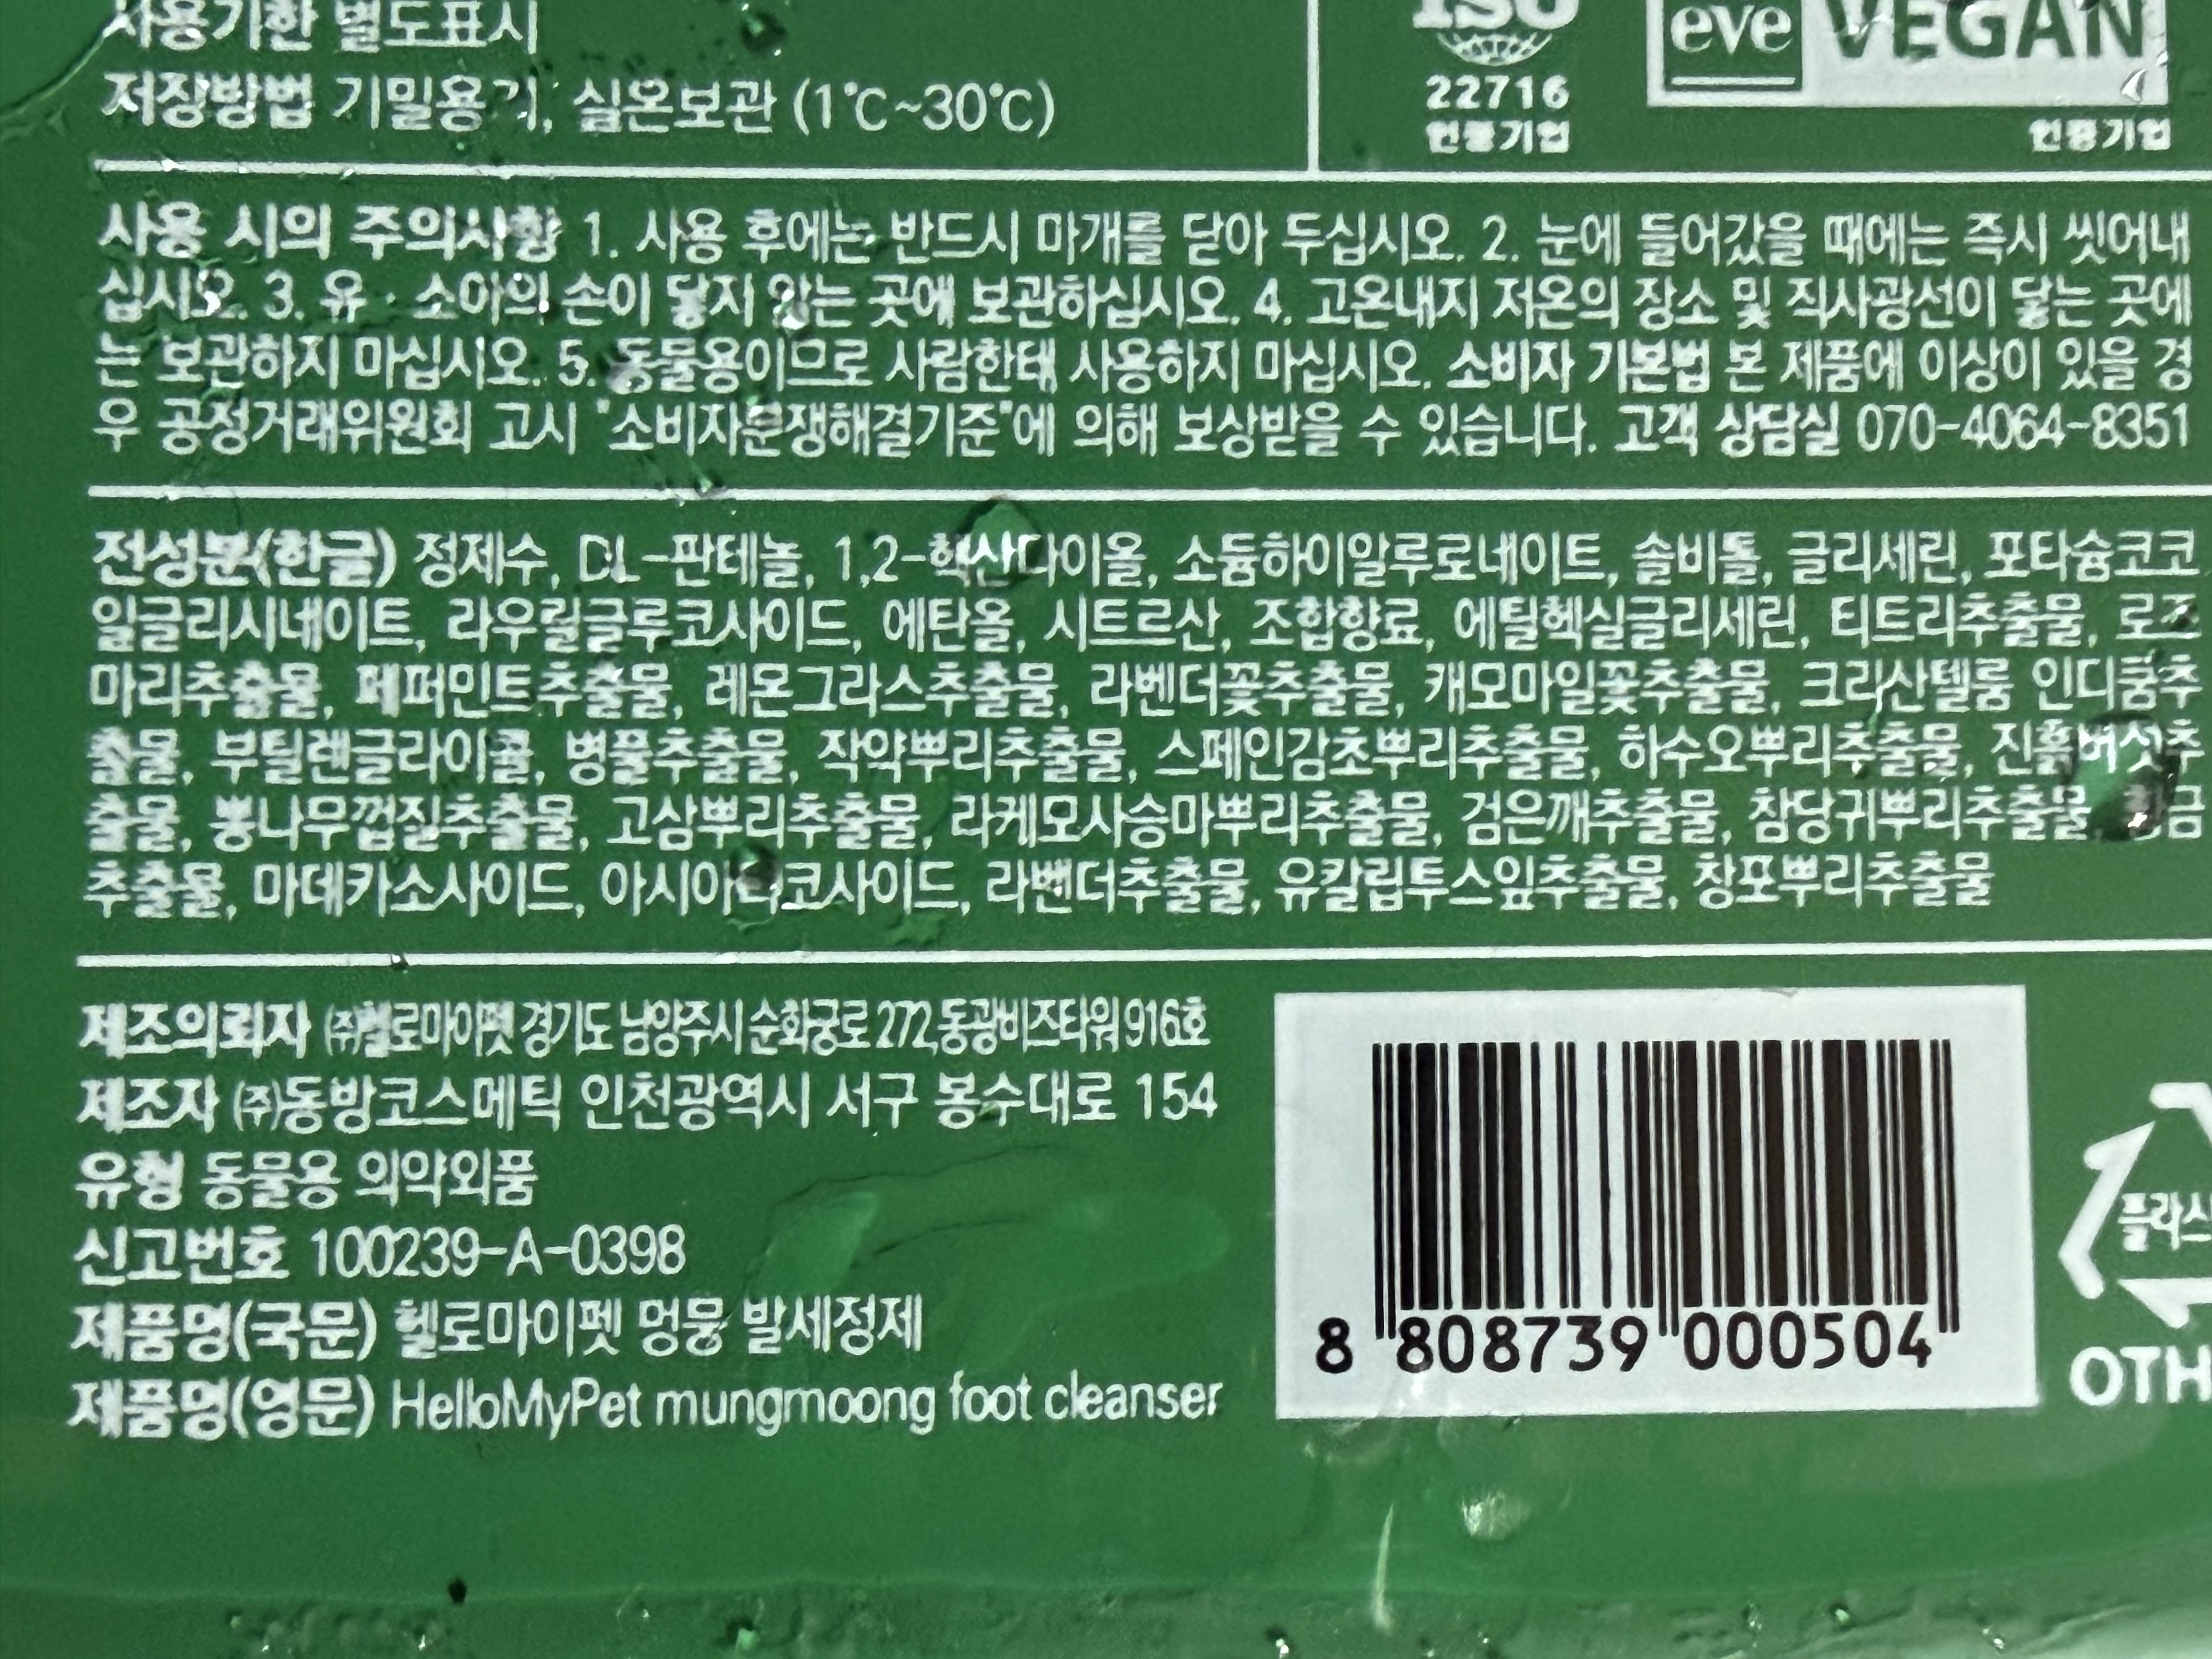 사용기한 별도표시
저장방법 기밀용기, 실온보관 (1℃~30℃)
ISO
22716
인증기업
eve VEGAN
인증기업
사용 시의 주의사항 1. 사용 후에는 반드시 마개를 닫아 두십시오. 2. 눈에 들어갔을 때에는 즉시 씻어내
십시오. 3. 유 · 소아의 손이 닿지 않는 곳에 보관하십시오. 4. 고온내지 저온의 장소 및 직사광선이 닿는 곳에
는 보관하지 마십시오. 5. 동물용이므로 사람한테 사용하지 마십시오. 소비자 기본법 본 제품에 이상이 있을 경
우 공정거래위원회 고시 "소비자분쟁해결기준"에 의해 보상받을 수 있습니다. 고객 상담실 070-4064-8351
전성분(한글) 정제수, DL-판테놀, 1,2-헥산다이올, 소듐하이알루로네이트, 솔비톨, 글리세린, 포타슘코코
일글리시네이트, 라우릴글루코사이드, 에탄올, 시트르산, 조합향료, 에틸헥실글리세린, 티트리추출물, 로즈
마리추출물, 페퍼민트추출물, 레몬그라스추출물, 라벤더꽃추출물, 캐모마일꽃추출물, 크리산텔룸 인디쿰추
출물, 부틸렌글라이콜, 병풀추출물, 작약뿌리추출물, 스페인감초뿌리추출물, 하수오뿌리추출물, 진흙버섯추
출물, 뽕나무껍질추출물, 고삼뿌리추출물, 라케모사승마뿌리추출물, 검은깨추출물, 참당귀뿌리추출물
추출물, 마데카소사이드, 아시아티코사이드, 라벤더추출물, 유칼립투스잎추출물, 창포뿌리추출물
제조의뢰자 ㈜헬로마이펫 경기도 남양주시 순화궁로 272, 동광비즈타워 916호
제조자 ㈜동방코스메틱 인천광역시 서구 봉수대로 154
유형 동물용 의약외품
신고번호 100239-A-0398
제품명(국문) 헬로마이펫 멍뭉 발세정제
제품명(영문) HelloMyPet mungmoong foot cleanser
8 808739 000504
플라스
OTH